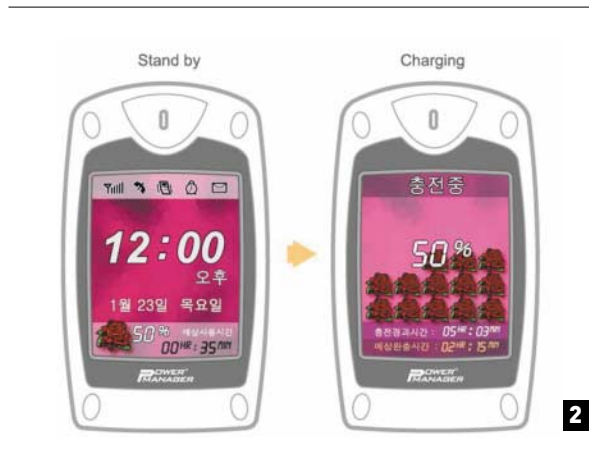 Stand by
Charging
12:00
오후
1월 23일 목요일
50% 예상사용시간
00HR : 35MIN
POWER MANAGER
충전중
50%
충전경과시간 : 05HR : 03MIN
예상완충시간 : 02HR : 15MIN
POWER MANAGER
2